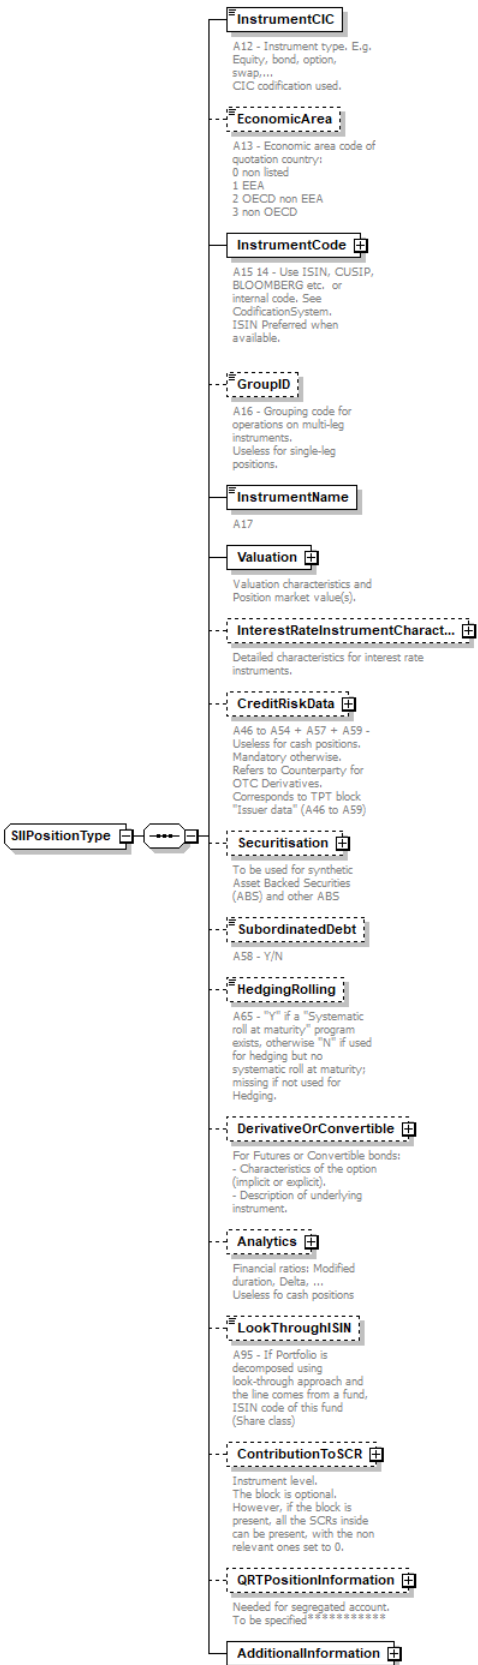 InstrumentCIC
A12 - Instrument type. E.g.
Equity, bond, option,
swap,...
CIC codification used.
EconomicArea
A13 - Economic area code of
quotation country:
0 non listed
1 EEA
2 OECD non EEA
3 non OECD
InstrumentCode
A15 14 - Use ISIN, CUSIP,
BLOOMBERG etc. or
internal code. See
CodificationSystem.
ISIN Preferred when
available.
GroupID
A16 - Grouping code for
operations on multi-leg
instruments.
Useless for single-leg
positions.
InstrumentName
A17
Valuation
Valuation characteristics and
Position market value(s).
InterestRateInstrumentCharact...
Detailed characteristics for interest rate
instruments.
CreditRiskData
A46 to A54 + A57 + A59 -
Useless for cash positions.
Mandatory otherwise.
Refers to Counterparty for
OTC Derivatives.
Corresponds to TPT block
"Issuer data" (A46 to A59)
SIIPositionType
Securitisation
To be used for synthetic
Asset Backed Securities
(ABS) and other ABS
SubordinatedDebt
A58 - Y/N
HedgingRolling
A65 - "Y" if a "Systematic
roll at maturity" program
exists, otherwise "N" if used
for hedging but no
systematic roll at maturity;
missing if not used for
Hedging.
DerivativeOrConvertible
For Futures or Convertible bonds:
- Characteristics of the option
(implicit or explicit).
- Description of underlying
instrument.
Analytics
Financial ratios: Modified
duration, Delta, ...
Useless fo cash positions
LookThroughISIN
A95 - If Portfolio is
decomposed using
look-through approach and
the line comes from a fund,
ISIN code of this fund
(Share class)
ContributionToSCR
Instrument level.
The block is optional.
However, if the block is
present, all the SCRs inside
can be present, with the non
relevant ones set to 0.
QRTPositionInformation
Needed for segregated account.
To be specified***********
AdditionalInformation